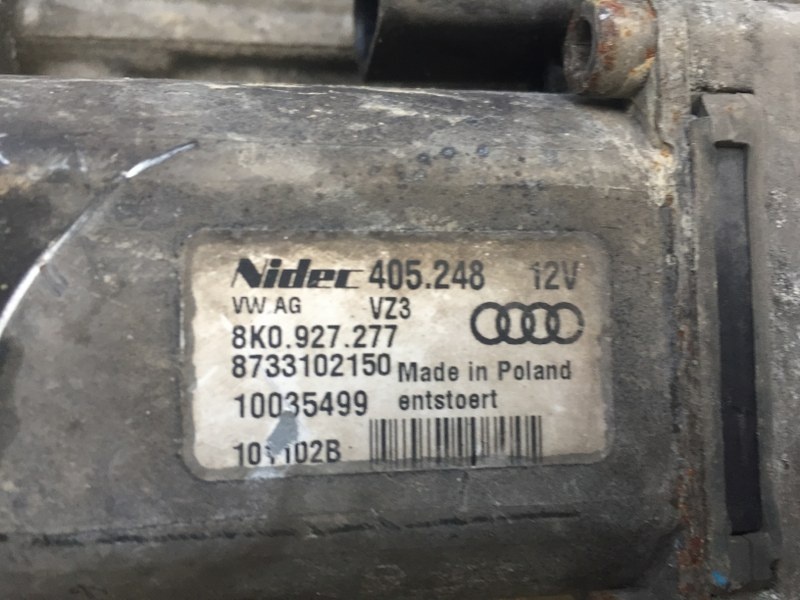 Nidec 405.248 12V
VW AG VZ3
8K0.927.277
8733102150 Made in Poland
10035499 entstoert